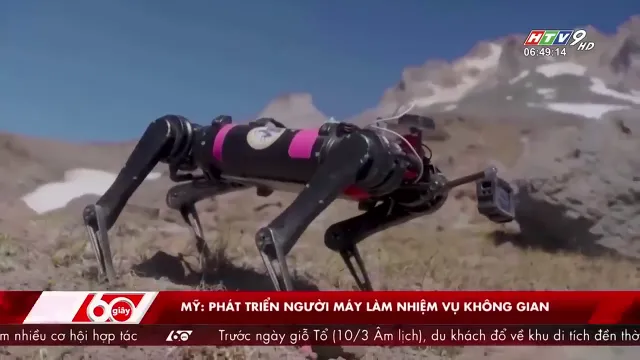 HTV9 HD
06:49:14
60 giây
MỸ: PHÁT TRIỂN NGƯỜI MÁY LÀM NHIỆM VỤ KHÔNG GIAN
ìm nhiều cơ hội hợp tác 60 Trước ngày giỗ Tổ (10/3 Âm lịch), du khách đổ về khu di tích đền thờ